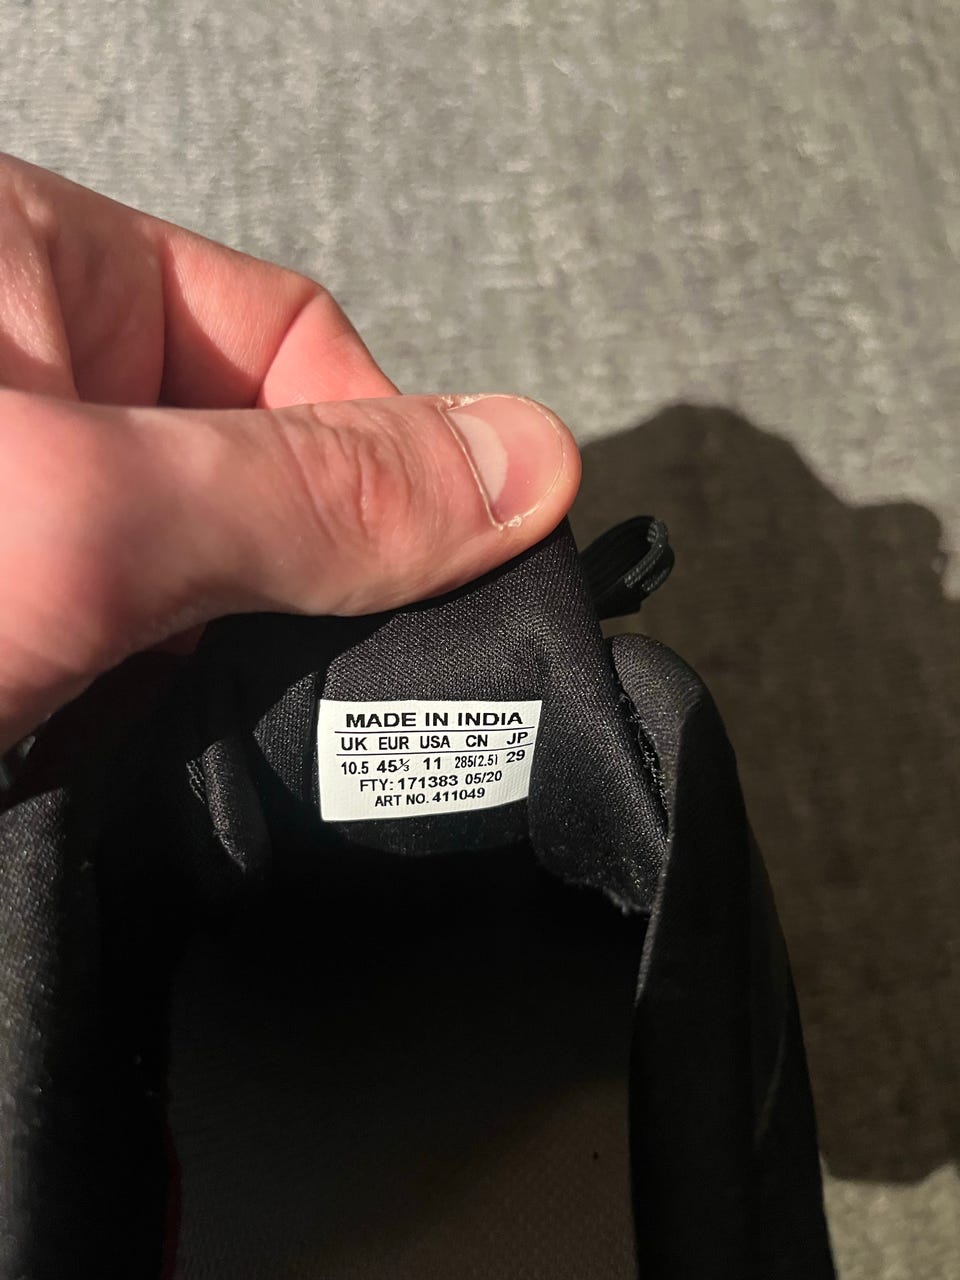 MADE IN INDIA
UK EUR USA CN JP
10.5 45⅓ 11 285(2.5) 29
FTY: 171383 05/20
ART NO. 411049